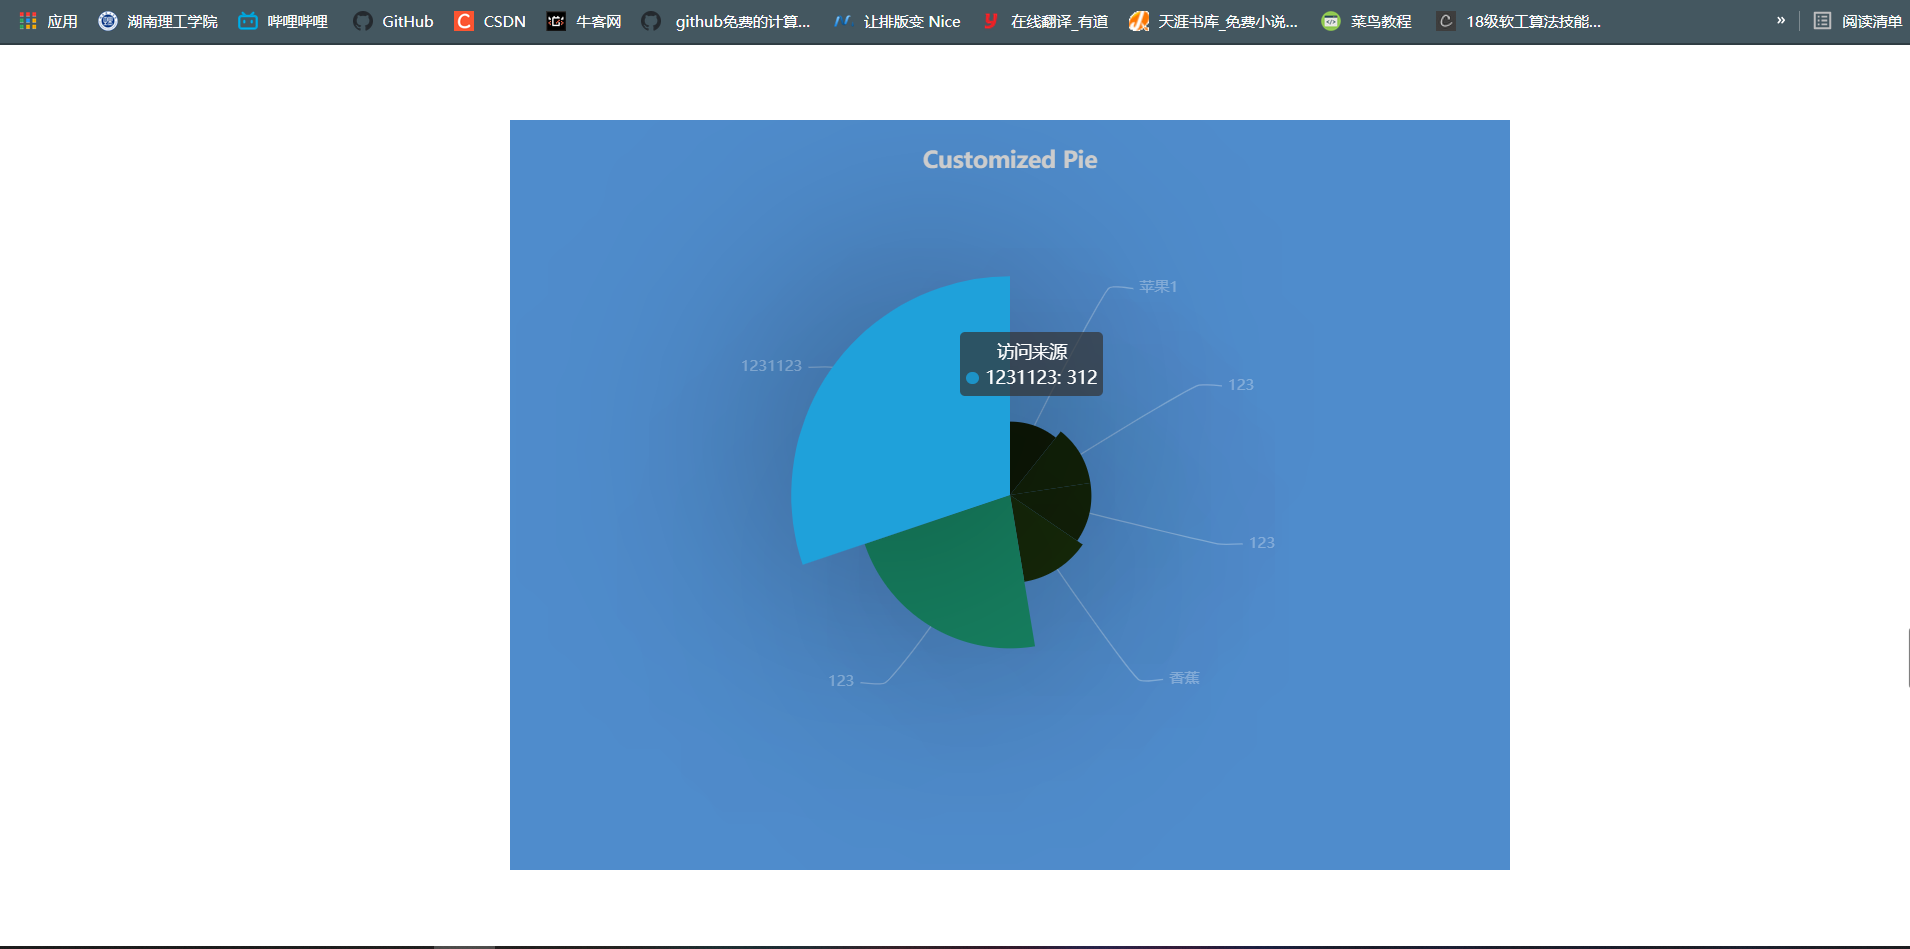 应用 湖南理工学院 哔哩哔哩 GitHub CSDN 牛客网 github免费的计算... 让排版变 Nice 在线翻译_有道 天涯书库_免费小说... 菜鸟教程 18级软工算法技能... » 阅读清单
Customized Pie
苹果1
访问来源
1231123
1231123: 312
123
123
香蕉
123